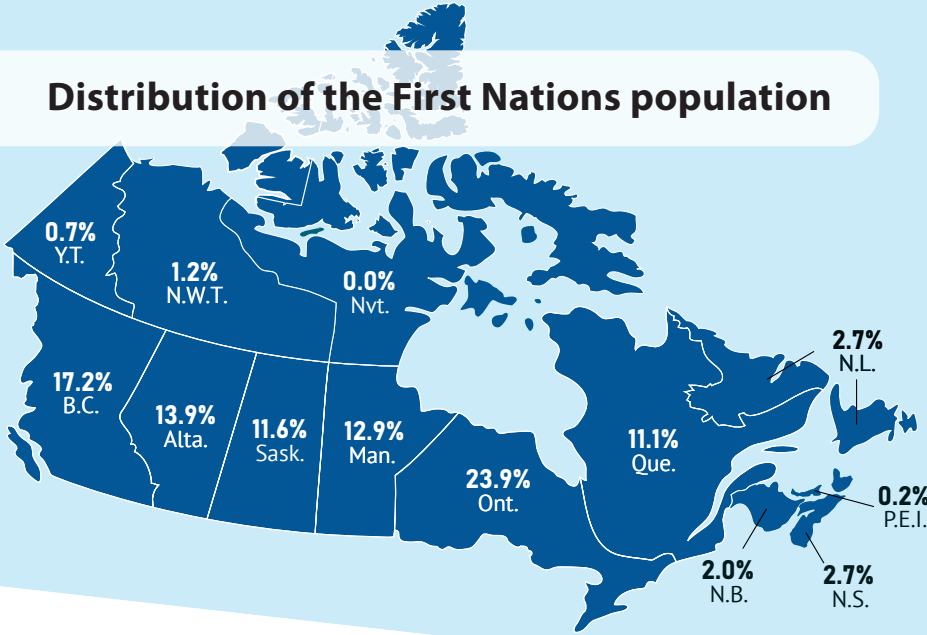 Distribution of the First Nations population
0.7%
Y.T.
1.2%
N.W.T.
0.0%
Nvt.
17.2%
B.C.
13.9%
Alta.
11.6%
Sask.
12.9%
Man.
23.9%
Ont.
11.1%
Que.
2.7%
N.L.
0.2%
P.E.I.
2.0%
N.B.
2.7%
N.S.